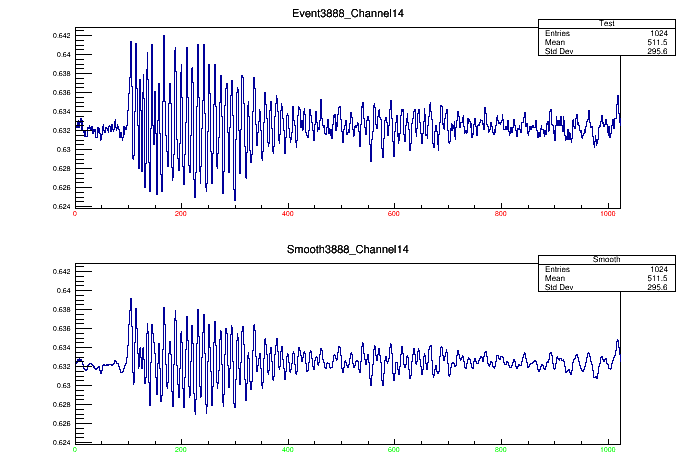 Event3888_Channel14
Test
Entries 1024
Mean 511.5
Std Dev 295.6
0.642
0.64
0.638
0.636
0.634
0.632
0.63
0.628
0.626
0.624
0 200 400 600 800 1000
Smooth3888_Channel14
Smooth
Entries 1024
Mean 511.5
Std Dev 295.6
0.642
0.64
0.638
0.636
0.634
0.632
0.63
0.628
0.626
0.624
0 200 400 600 800 1000